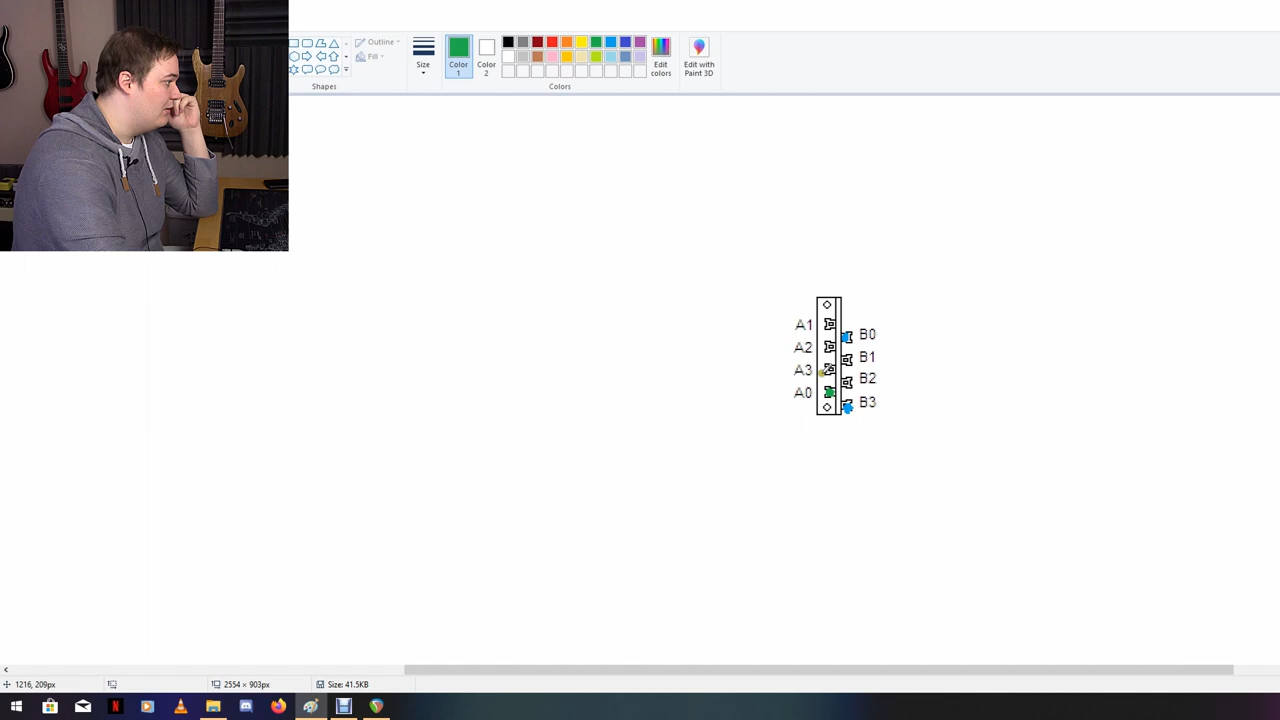 Outline
Fill
Size
Color 1
Color 2
Edit colors
Edit with Paint 3D
Shapes
Colors
A1
B0
A2
B1
A3
B2
A0
B3
1216, 209px
2554 × 903px
Size: 41.5KB